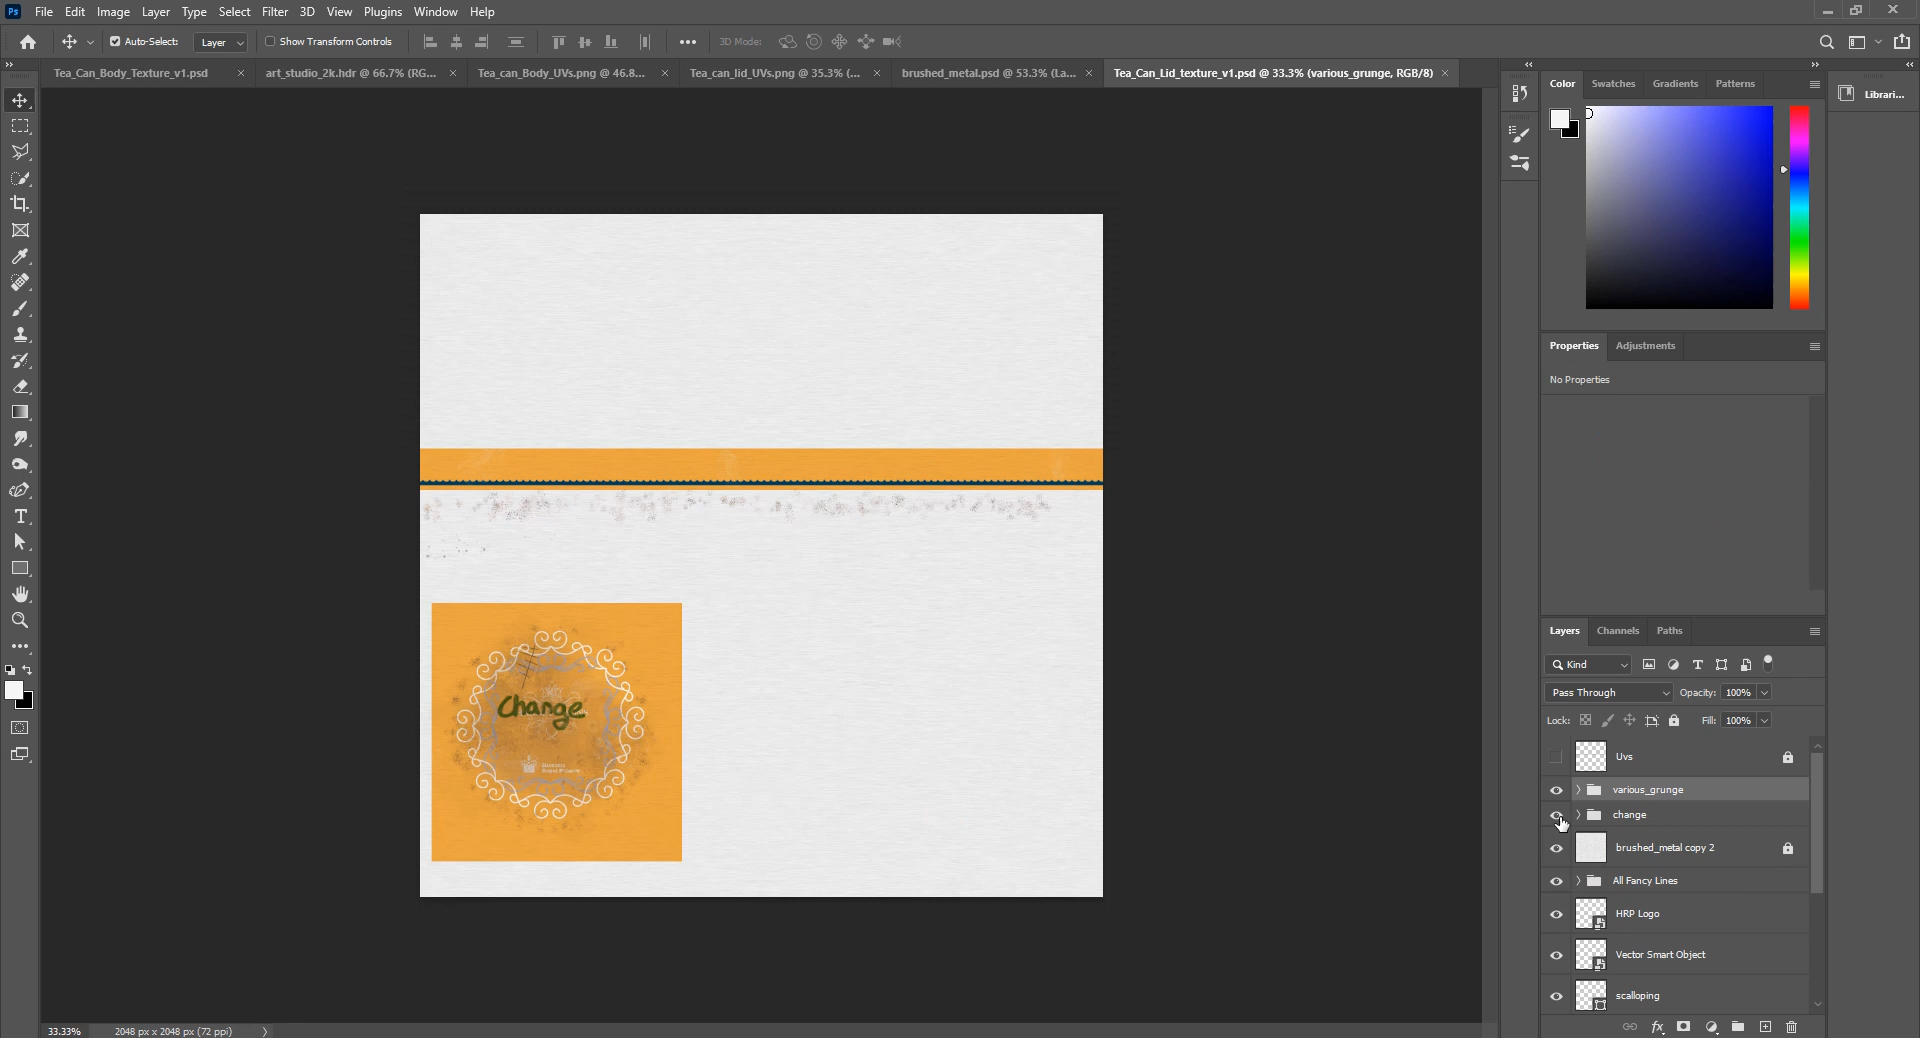 Ps File Edit Image Layer Type Select Filter 3D View Plugins Window Help
Auto-Select: Layer Show Transform Controls 3D Mode:
Tea_Can_Body_Texture_v1.psd art_studio_2k.hdr @ 66.7% (RG... Tea_can_Body_UVs.png @ 46.8... Tea_can_lid_UVs.png @ 35.3% (... brushed_metal.psd @ 53.3% (La... Tea_Can_Lid_texture_v1.psd @ 33.3% (various_grunge, RGB/8)
Color Swatches Gradients Patterns
Librari...
Properties Adjustments
No Properties
Change
Layers Channels Paths
Kind
Pass Through Opacity: 100%
Lock: Fill: 100%
Uvs
various_grunge
change
brushed_metal copy 2
All Fancy Lines
HRP Logo
Vector Smart Object
scalloping
33.33% 2048 px x 2048 px (72 ppi)